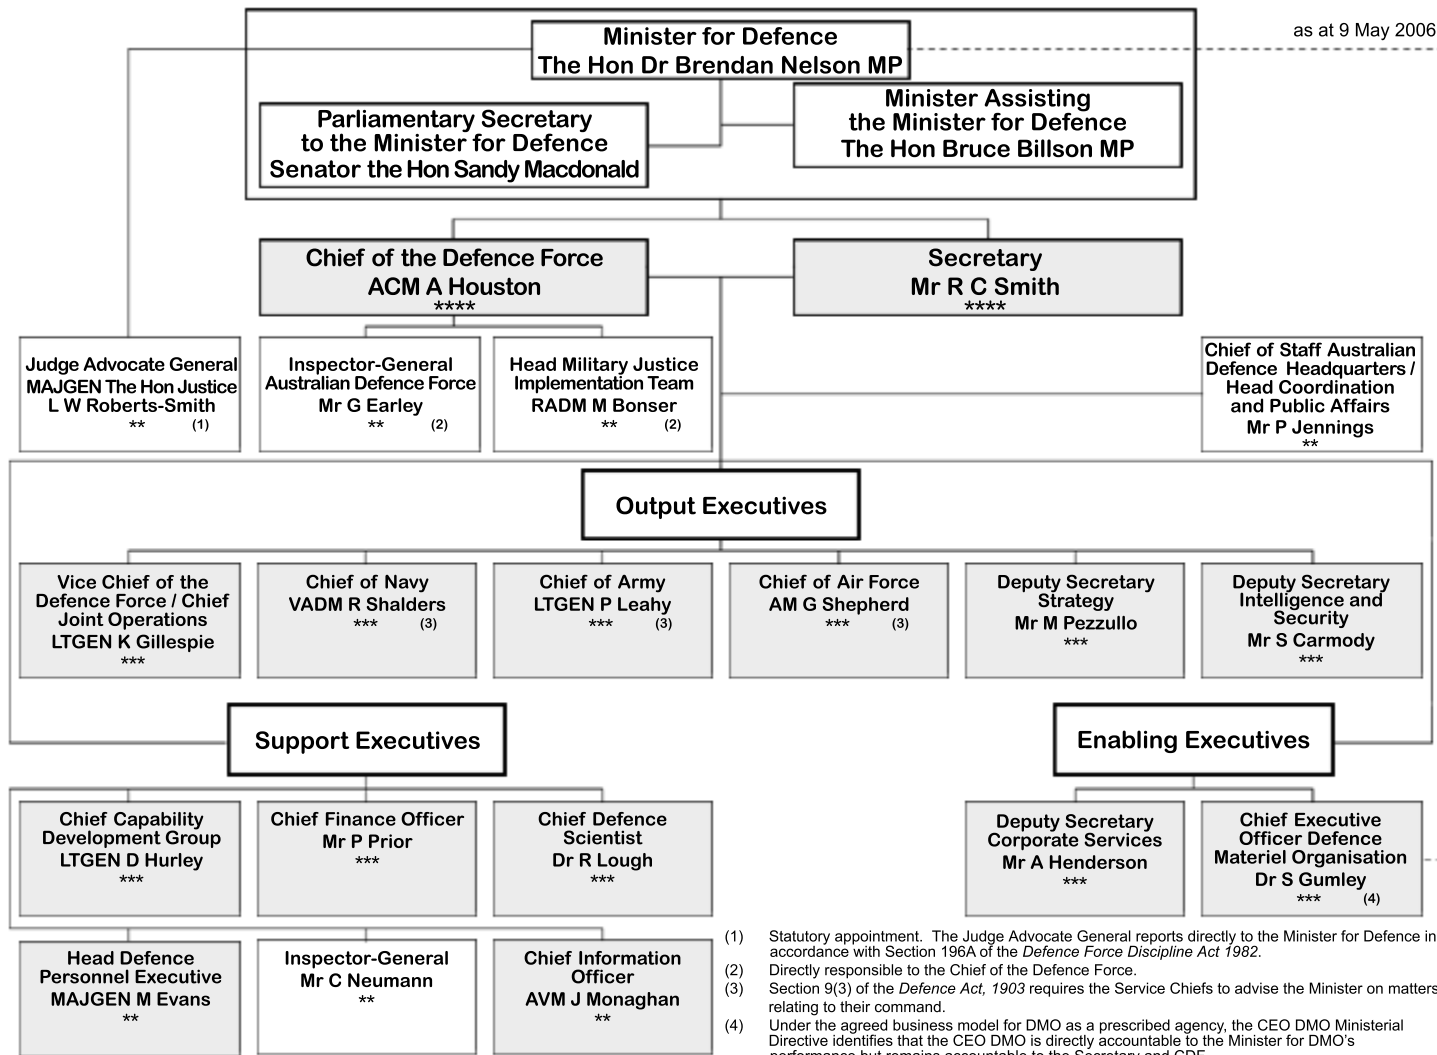 as at 9 May 2006
Minister for Defence
The Hon Dr Brendan Nelson MP
Parliamentary Secretary
to the Minister for Defence
Senator the Hon Sandy Macdonald
Minister Assisting
the Minister for Defence
The Hon Bruce Billson MP
Chief of the Defence Force
ACM A Houston
****
Secretary
Mr R C Smith
****
Judge Advocate General
MAJGEN The Hon Justice
L W Roberts-Smith
** (1)
Inspector-General
Australian Defence Force
Mr G Earley
** (2)
Head Military Justice
Implementation Team
RADM M Bonser
** (2)
Chief of Staff Australian
Defence Headquarters /
Head Coordination
and Public Affairs
Mr P Jennings
**
Output Executives
Vice Chief of the
Defence Force / Chief
Joint Operations
LTGEN K Gillespie
***
Chief of Navy
VADM R Shalders
*** (3)
Chief of Army
LTGEN P Leahy
*** (3)
Chief of Air Force
AM G Shepherd
*** (3)
Deputy Secretary
Strategy
Mr M Pezzullo
***
Deputy Secretary
Intelligence and
Security
Mr S Carmody
***
Support Executives
Enabling Executives
Chief Capability
Development Group
LTGEN D Hurley
***
Chief Finance Officer
Mr P Prior
***
Chief Defence
Scientist
Dr R Lough
***
Deputy Secretary
Corporate Services
Mr A Henderson
***
Chief Executive
Officer Defence
Materiel Organisation
Dr S Gumley
*** (4)
Head Defence
Personnel Executive
MAJGEN M Evans
**
Inspector-General
Mr C Neumann
**
Chief Information
Officer
AVM J Monaghan
**
(1) Statutory appointment. The Judge Advocate General reports directly to the Minister for Defence in
accordance with Section 196A of the Defence Force Discipline Act 1982.
(2) Directly responsible to the Chief of the Defence Force.
(3) Section 9(3) of the Defence Act, 1903 requires the Service Chiefs to advise the Minister on matters
relating to their command.
(4) Under the agreed business model for DMO as a prescribed agency, the CEO DMO Ministerial
Directive identifies that the CEO DMO is directly accountable to the Minister for DMO's
performance but remains accountable to the Secretary and CDF.